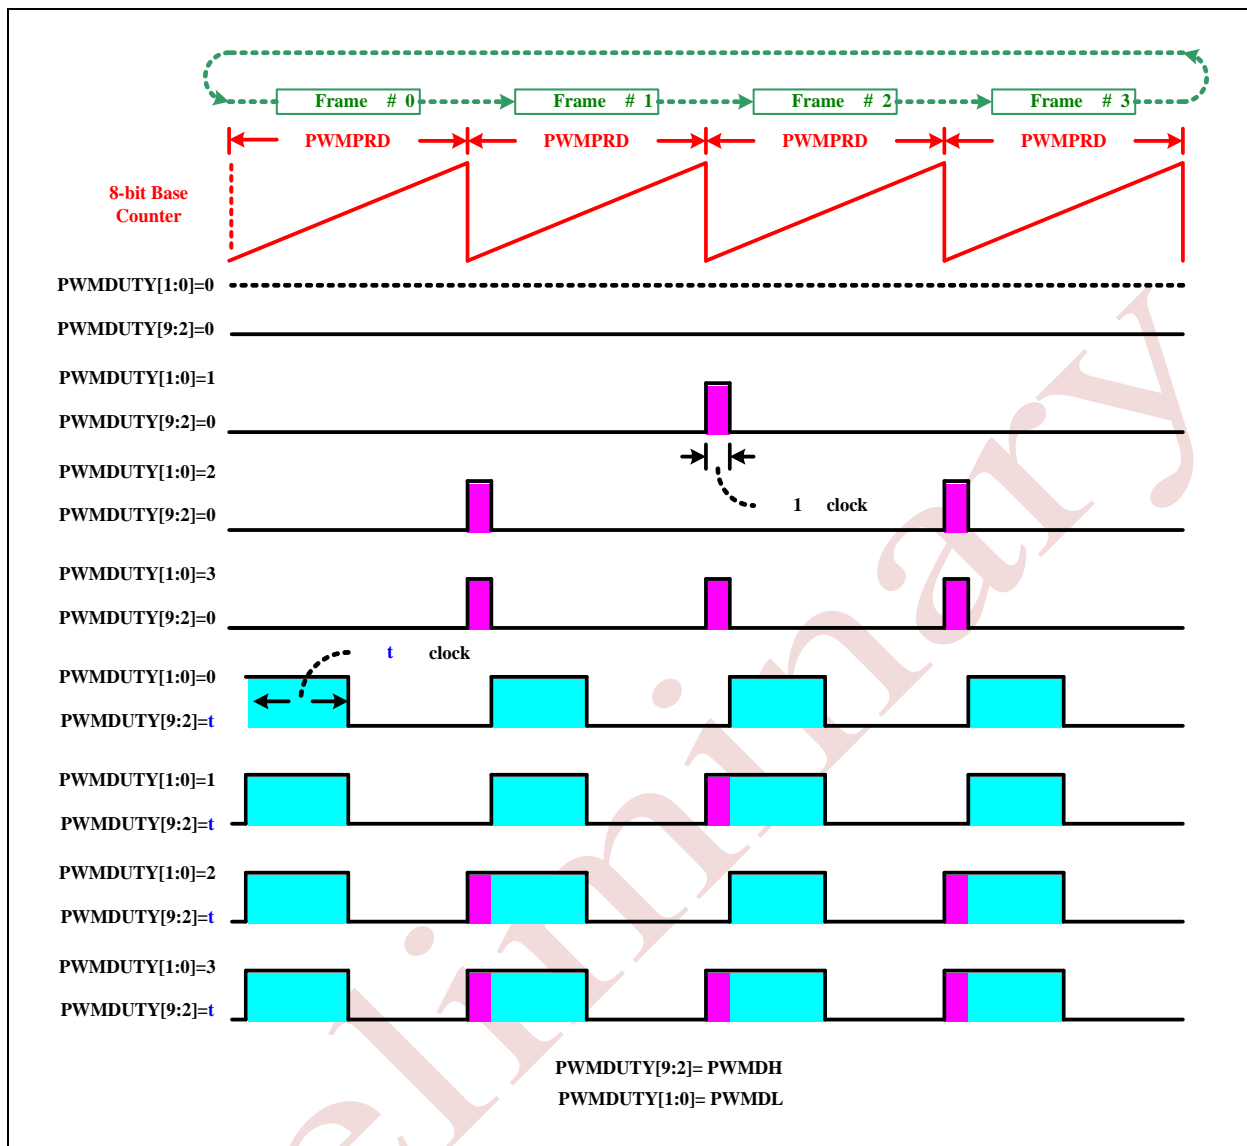 Frame # 0
Frame # 1
Frame # 2
Frame # 3
PWMPRD
PWMPRD
PWMPRD
PWMPRD
8-bit Base
Counter
PWMDUTY[1:0]=0
PWMDUTY[9:2]=0
PWMDUTY[1:0]=1
PWMDUTY[9:2]=0
PWMDUTY[1:0]=2
1 clock
PWMDUTY[9:2]=0
PWMDUTY[1:0]=3
PWMDUTY[9:2]=0
t clock
PWMDUTY[1:0]=0
PWMDUTY[9:2]=t
PWMDUTY[1:0]=1
PWMDUTY[9:2]=t
PWMDUTY[1:0]=2
PWMDUTY[9:2]=t
PWMDUTY[1:0]=3
PWMDUTY[9:2]=t
PWMDUTY[9:2]= PWMDH
PWMDUTY[1:0]= PWMDL
eliminary